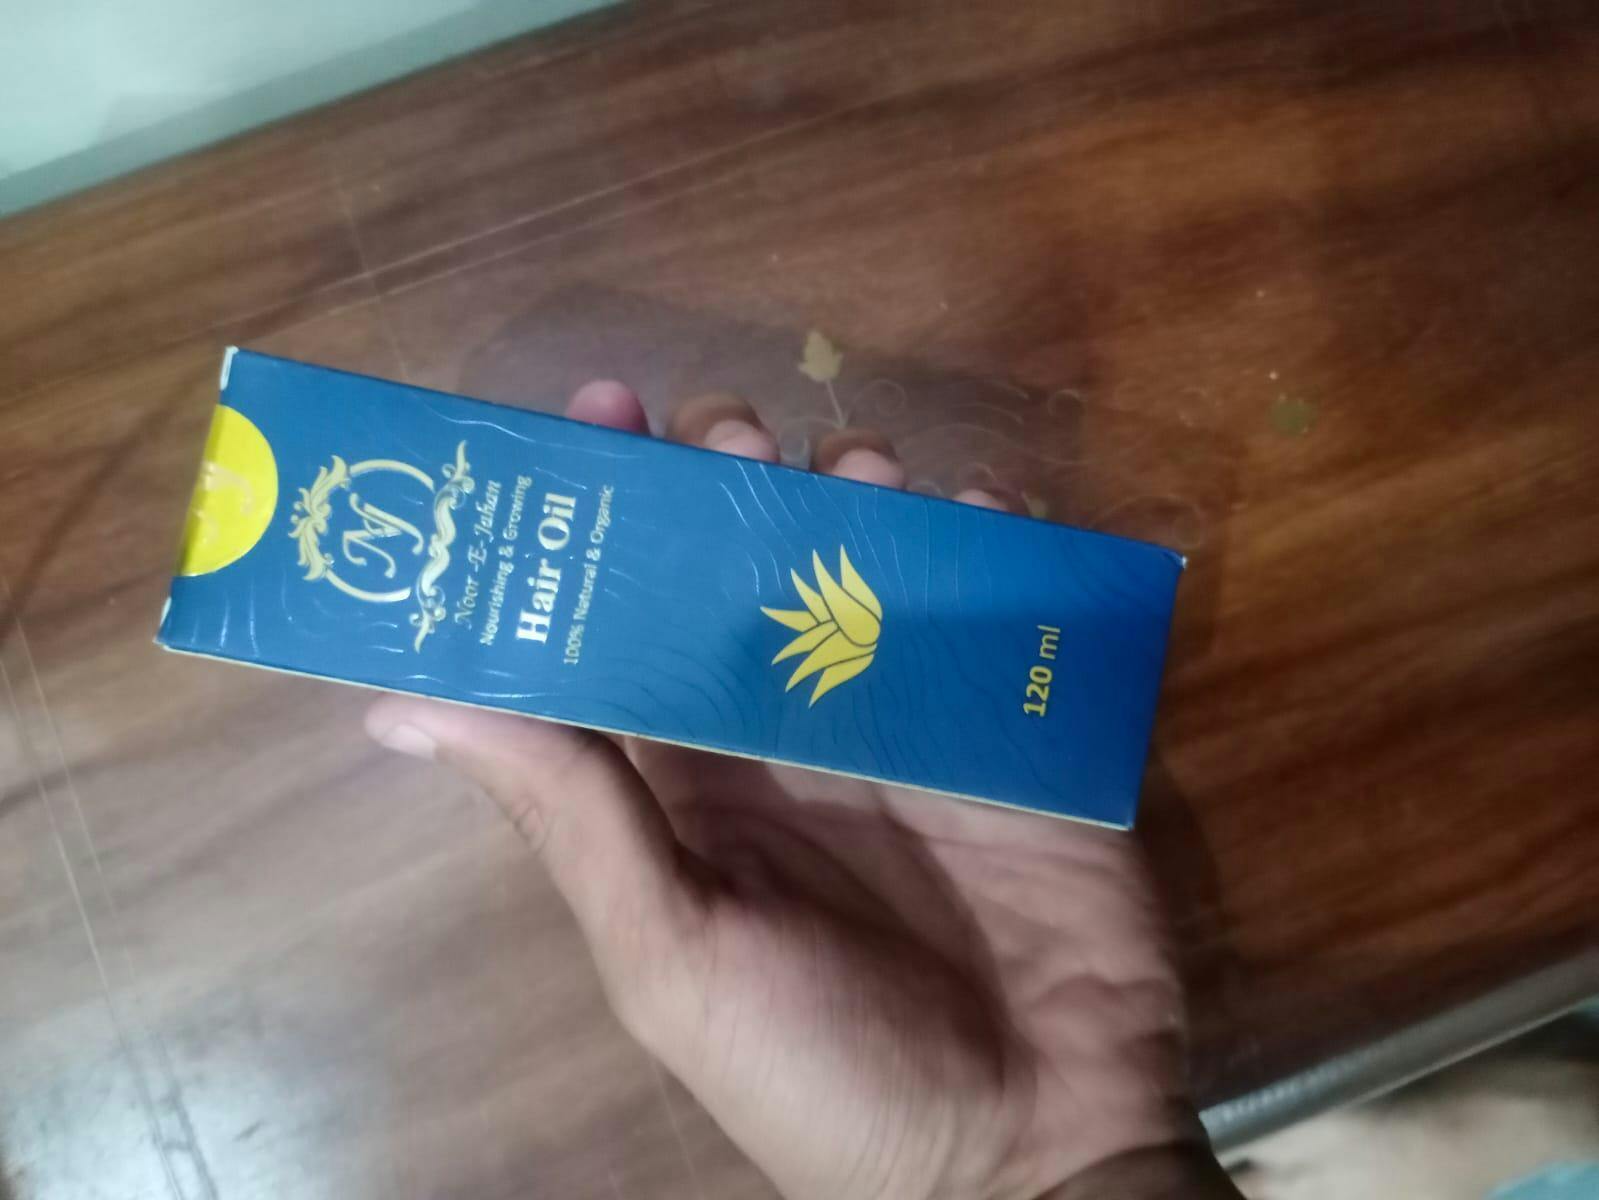 NJ
Noor-E-Jahan
Nourishing & Growing
Hair Oil
100% Natural & Organic
120 ml